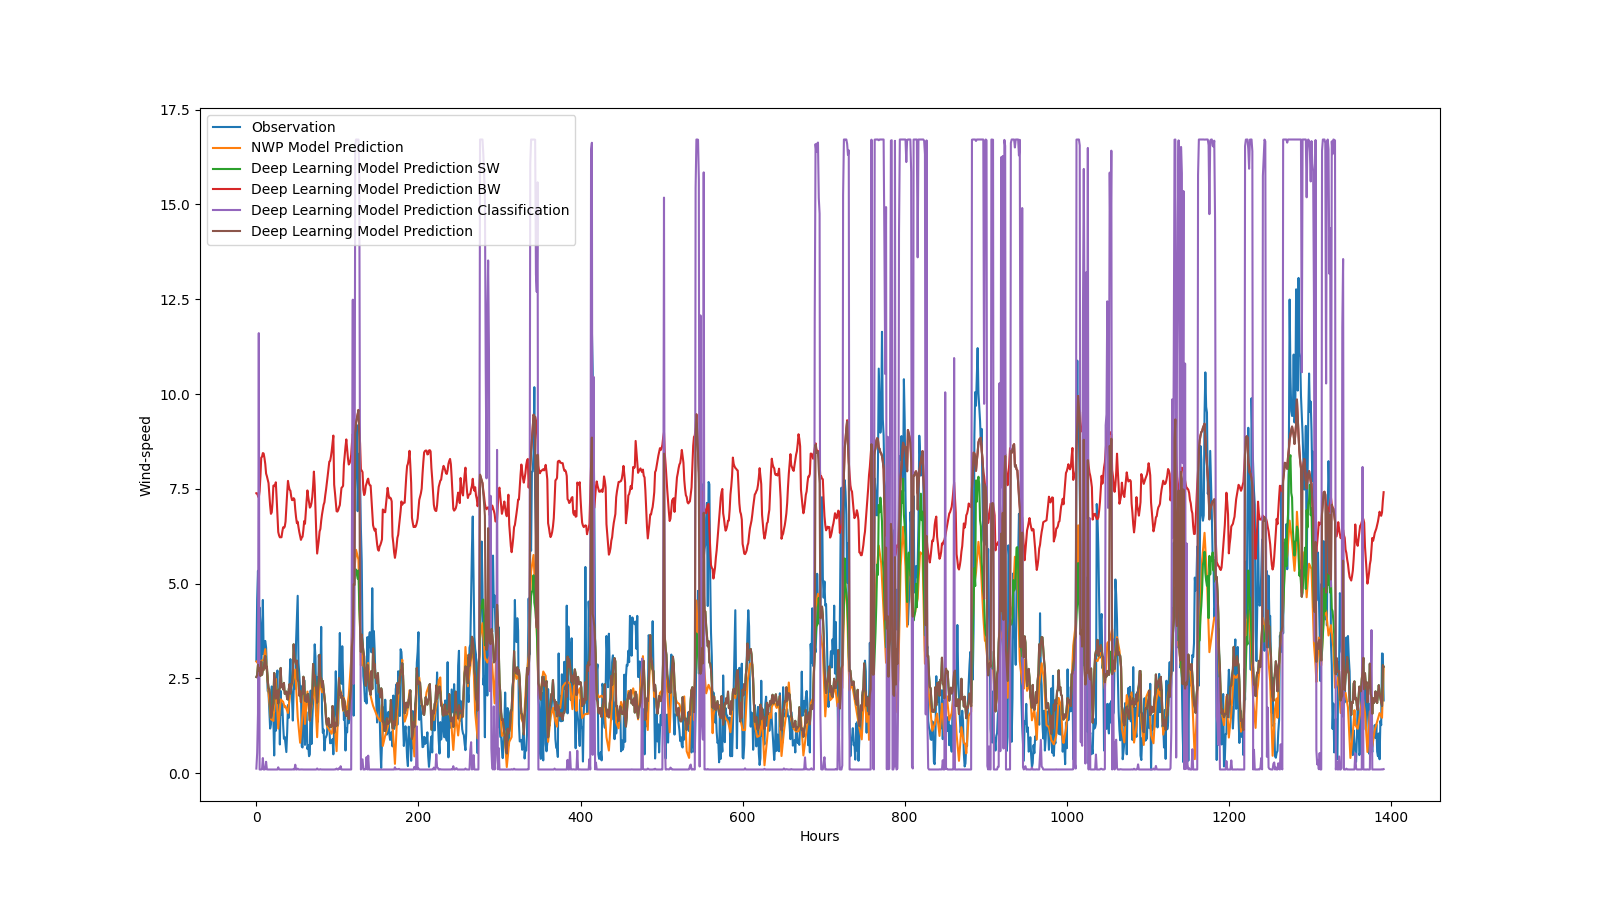 17.5
15.0
12.5
10.0
7.5
5.0
2.5
0.0
Wind-speed
Observation
NWP Model Prediction
Deep Learning Model Prediction SW
Deep Learning Model Prediction BW
Deep Learning Model Prediction Classification
Deep Learning Model Prediction
0 200 400 600 800 1000 1200 1400
Hours